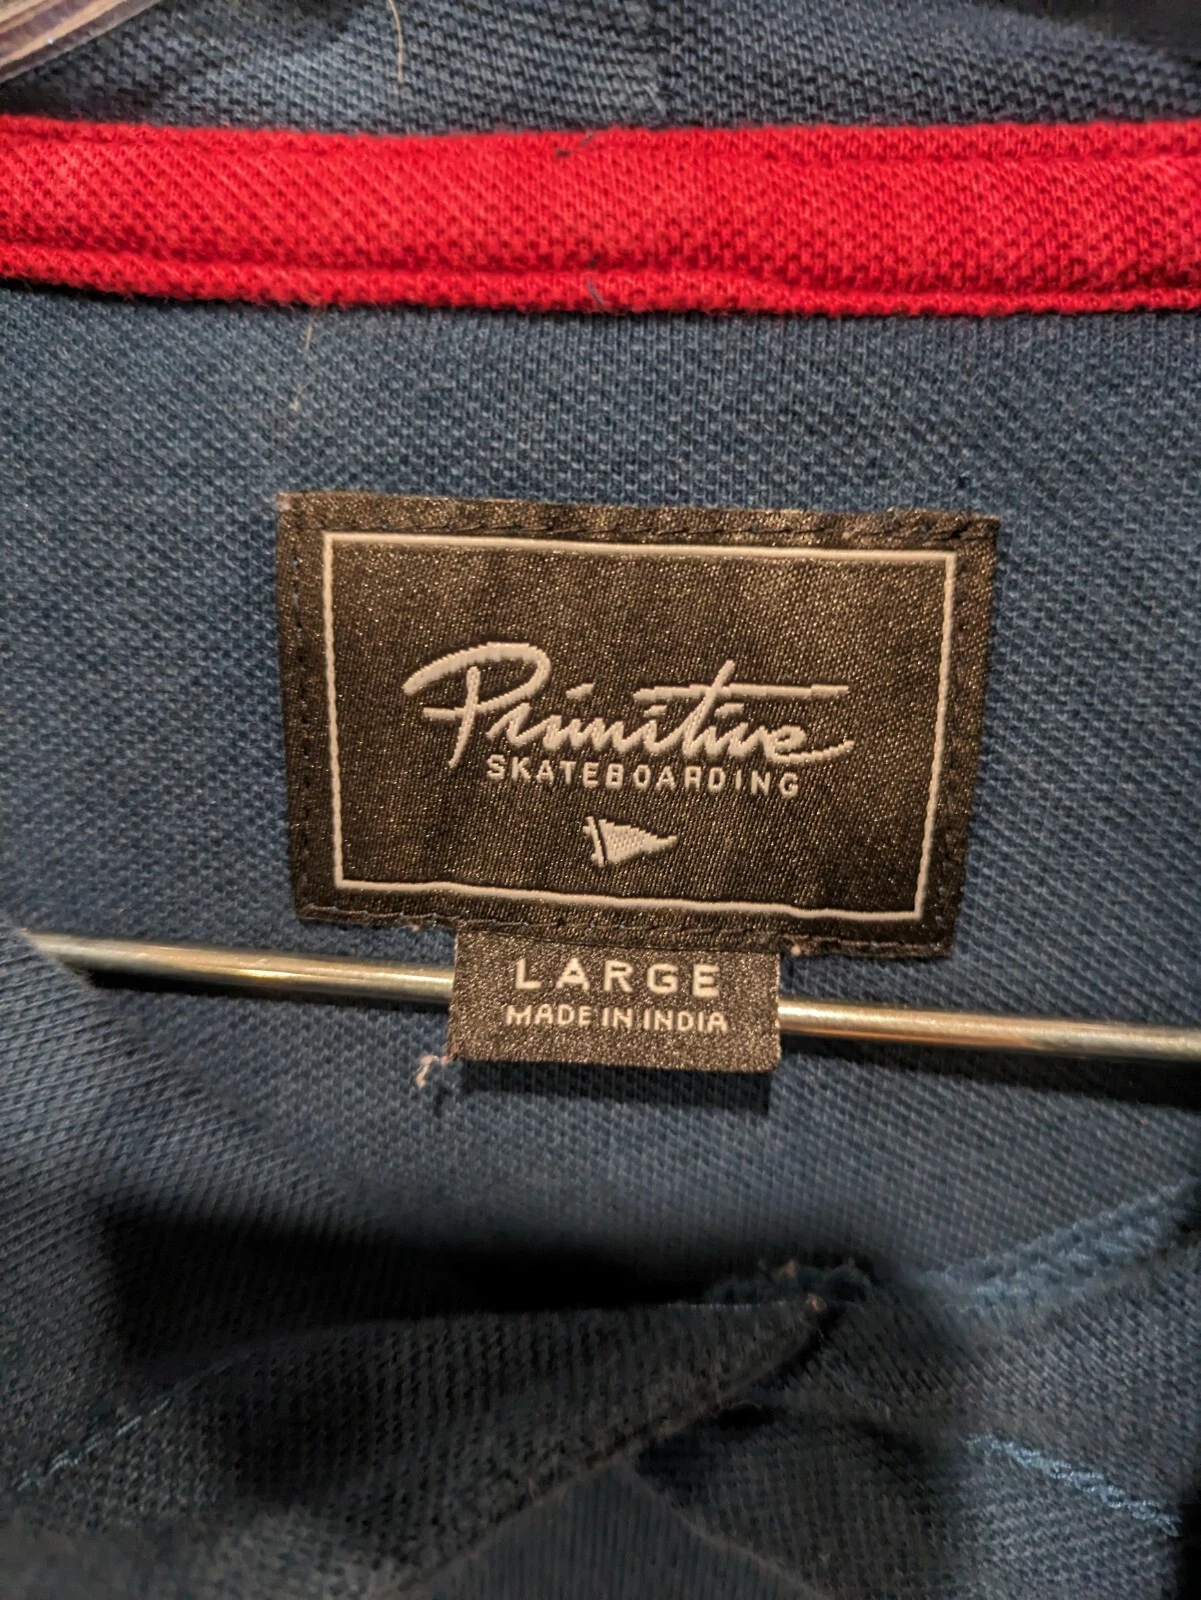 Primitive
SKATEBOARDING
LARGE
MADE IN INDIA